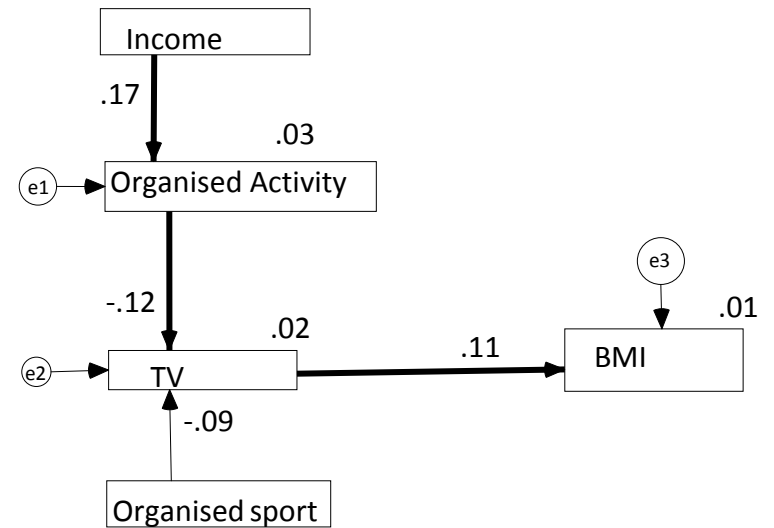 Income
.17
.03
e1
Organised Activity
e3
-.12
.02
.11
.01
e2
TV
BMI
-.09
Organised sport